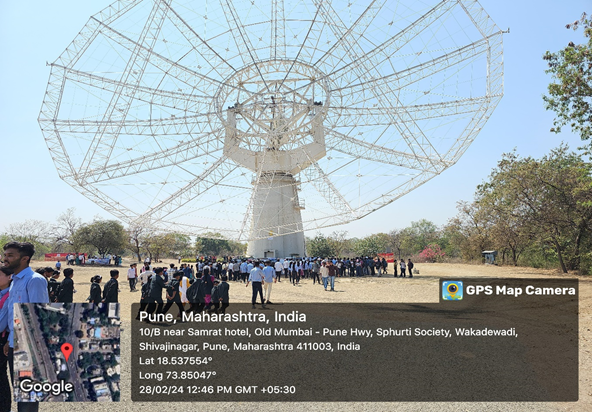 GPS Map Camera
Pune, Maharashtra, India
10/B near Samrat hotel, Old Mumbai - Pune Hwy, Sphurti Society, Wakadewadi,
Shivajinagar, Pune, Maharashtra 411003, India
Lat 18.537554°
Long 73.85047°
28/02/24 12:46 PM GMT +05:30
Google